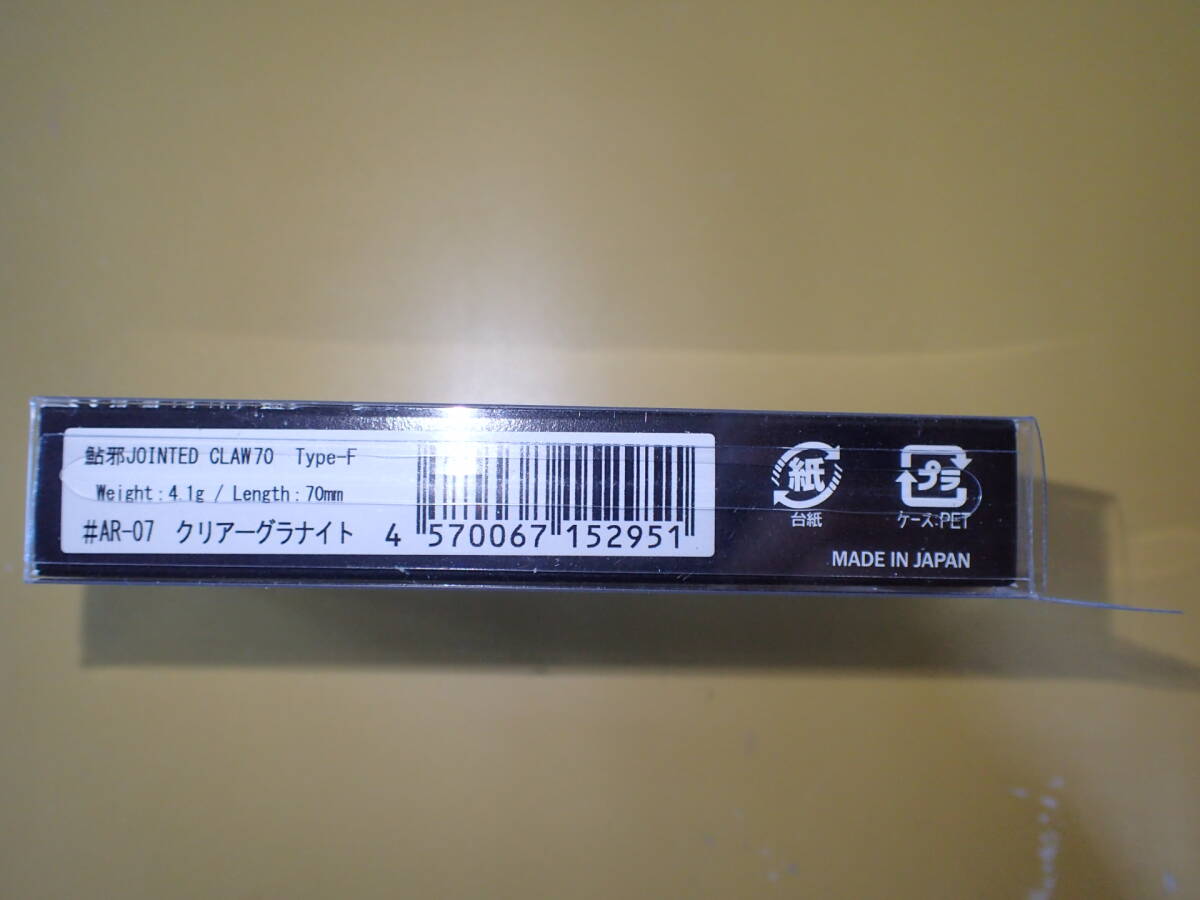 鮎邪JOINTED CLAW70 Type-F
Weight:4.1g / Length:70mm
#AR-07 クリアーグラナイト
4 570067 152951
紙
台紙
プラ
ケース:PET
MADE IN JAPAN